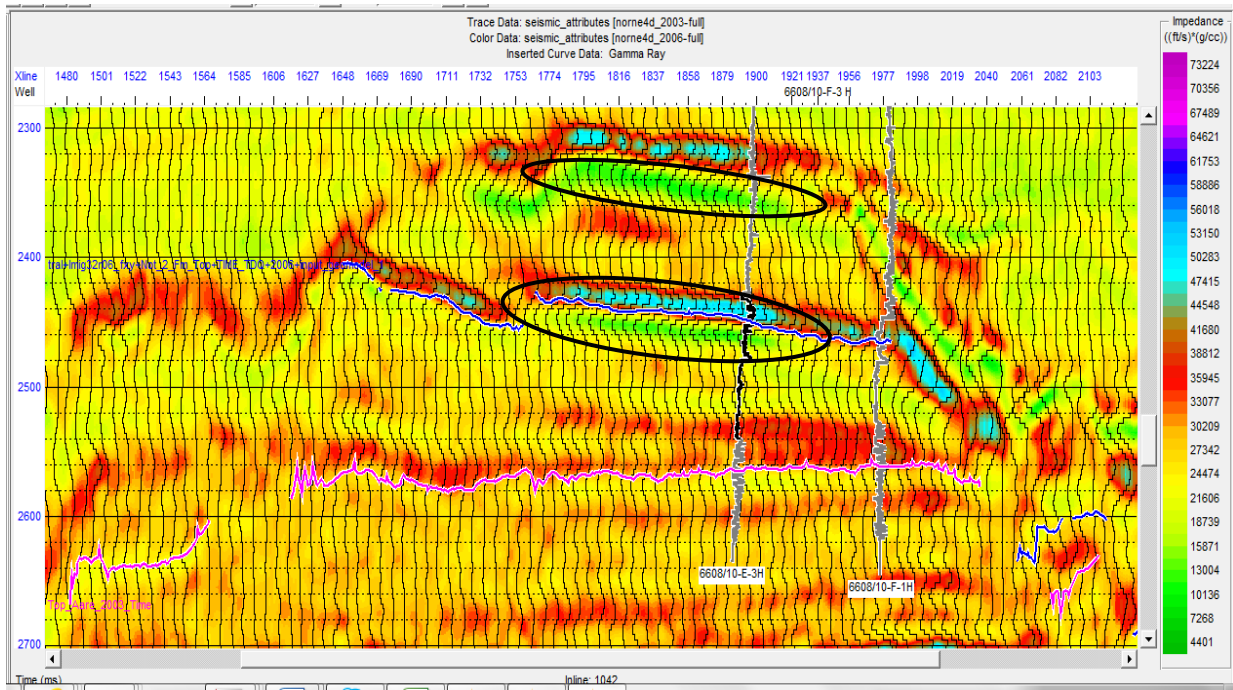 Trace Data: seismic_attributes [norne4d_2003-full]
Color Data: seismic_attributes [norne4d_2006-full]
Inserted Curve Data: Gamma Ray
Impedance
((ft/s)*(g/cc))
Xline 1480 1501 1522 1543 1564 1585 1606 1627 1648 1669 1690 1711 1732 1753 1774 1795 1816 1837 1858 1879 1900 1921 1937 1956 1977 1998 2019 2040 2061 2082 2103
Well 6608/10-F-3 H
2300
2400
2500
2600
2700
6608/10-E-3H
6608/10-F-1H
Top_Aare_2003_Time
Time (ms) Inline: 1042
73224
70356
67489
64621
61753
58886
56018
53150
50283
47415
44548
41680
38812
35945
33077
30209
27342
24474
21606
18739
15871
13004
10136
7268
4401